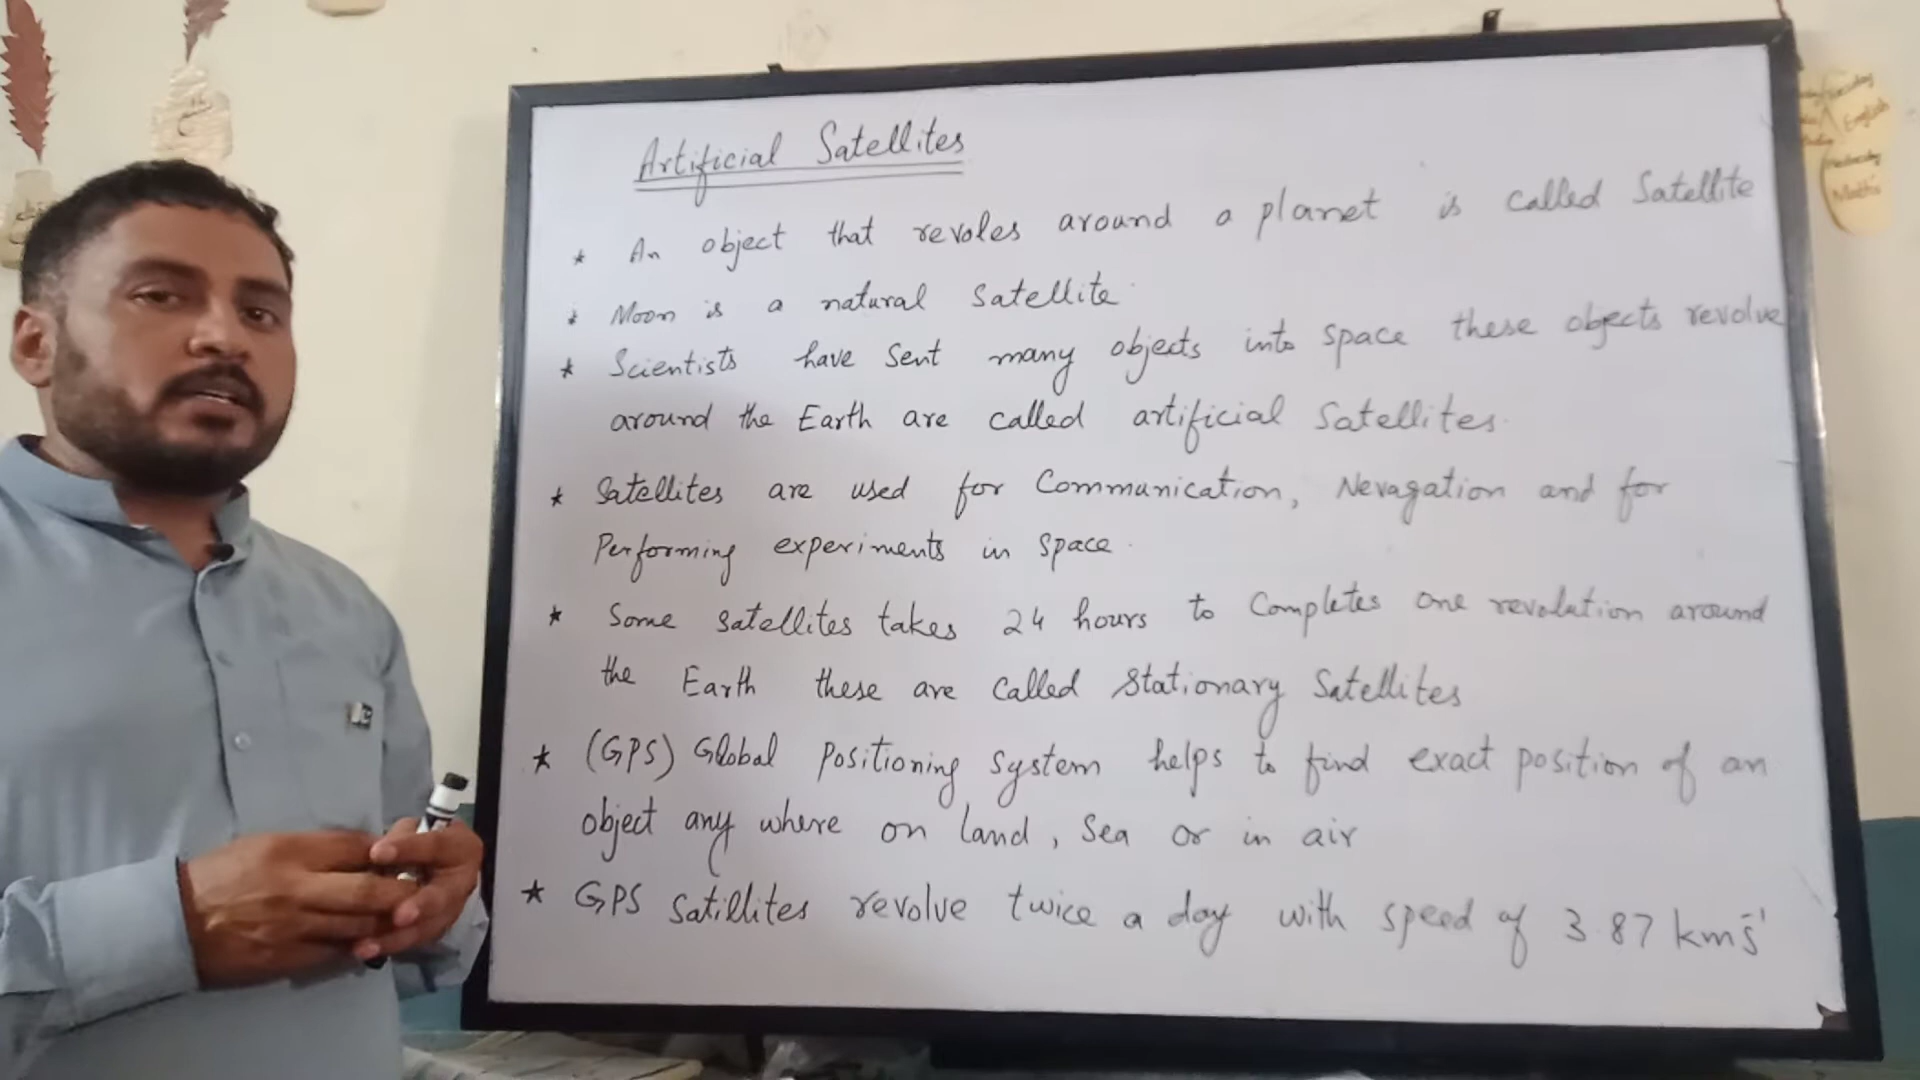 Artificial Satellites
* An object that revoles around a planet is called Satellite
* Moon is a natural satellite.
* Scientists have sent many objects into space these objects revolve
around the Earth are called artificial Satellites.
* Satellites are used for Communication, Nevagation and for
Performing experiments in space.
* Some satellites takes 24 hours to Completes one revolution around
the Earth these are called Stationary Satellites
* (GPS) Global Positioning System helps to find exact position of an
object any where on land, Sea or in air
* GPS Satillites revolve twice a day with speed of 3.87 kms⁻¹
English
Wednesday
Maths